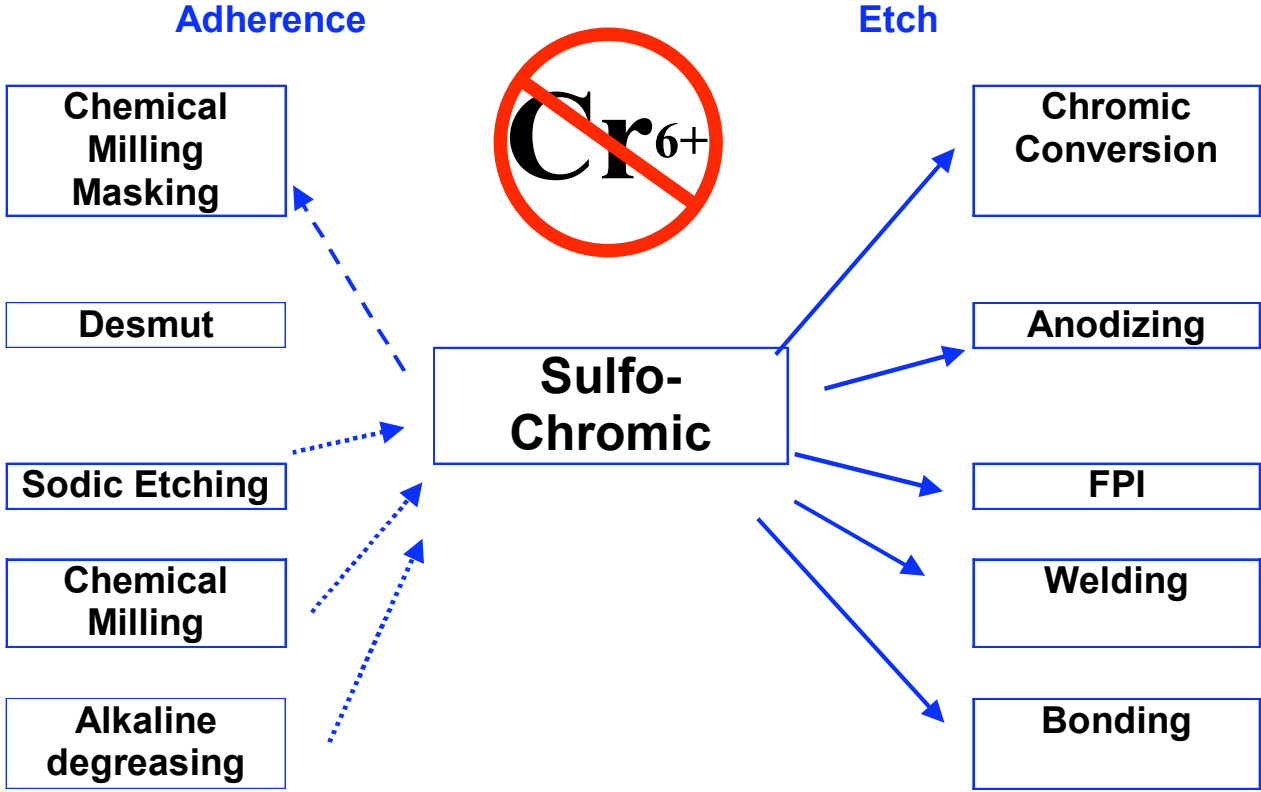 Adherence
Etch
Cr6+
Chemical
Milling
Masking
Chromic
Conversion
Desmut
Anodizing
Sulfo-
Chromic
Sodic Etching
FPI
Chemical
Milling
Welding
Alkaline
degreasing
Bonding